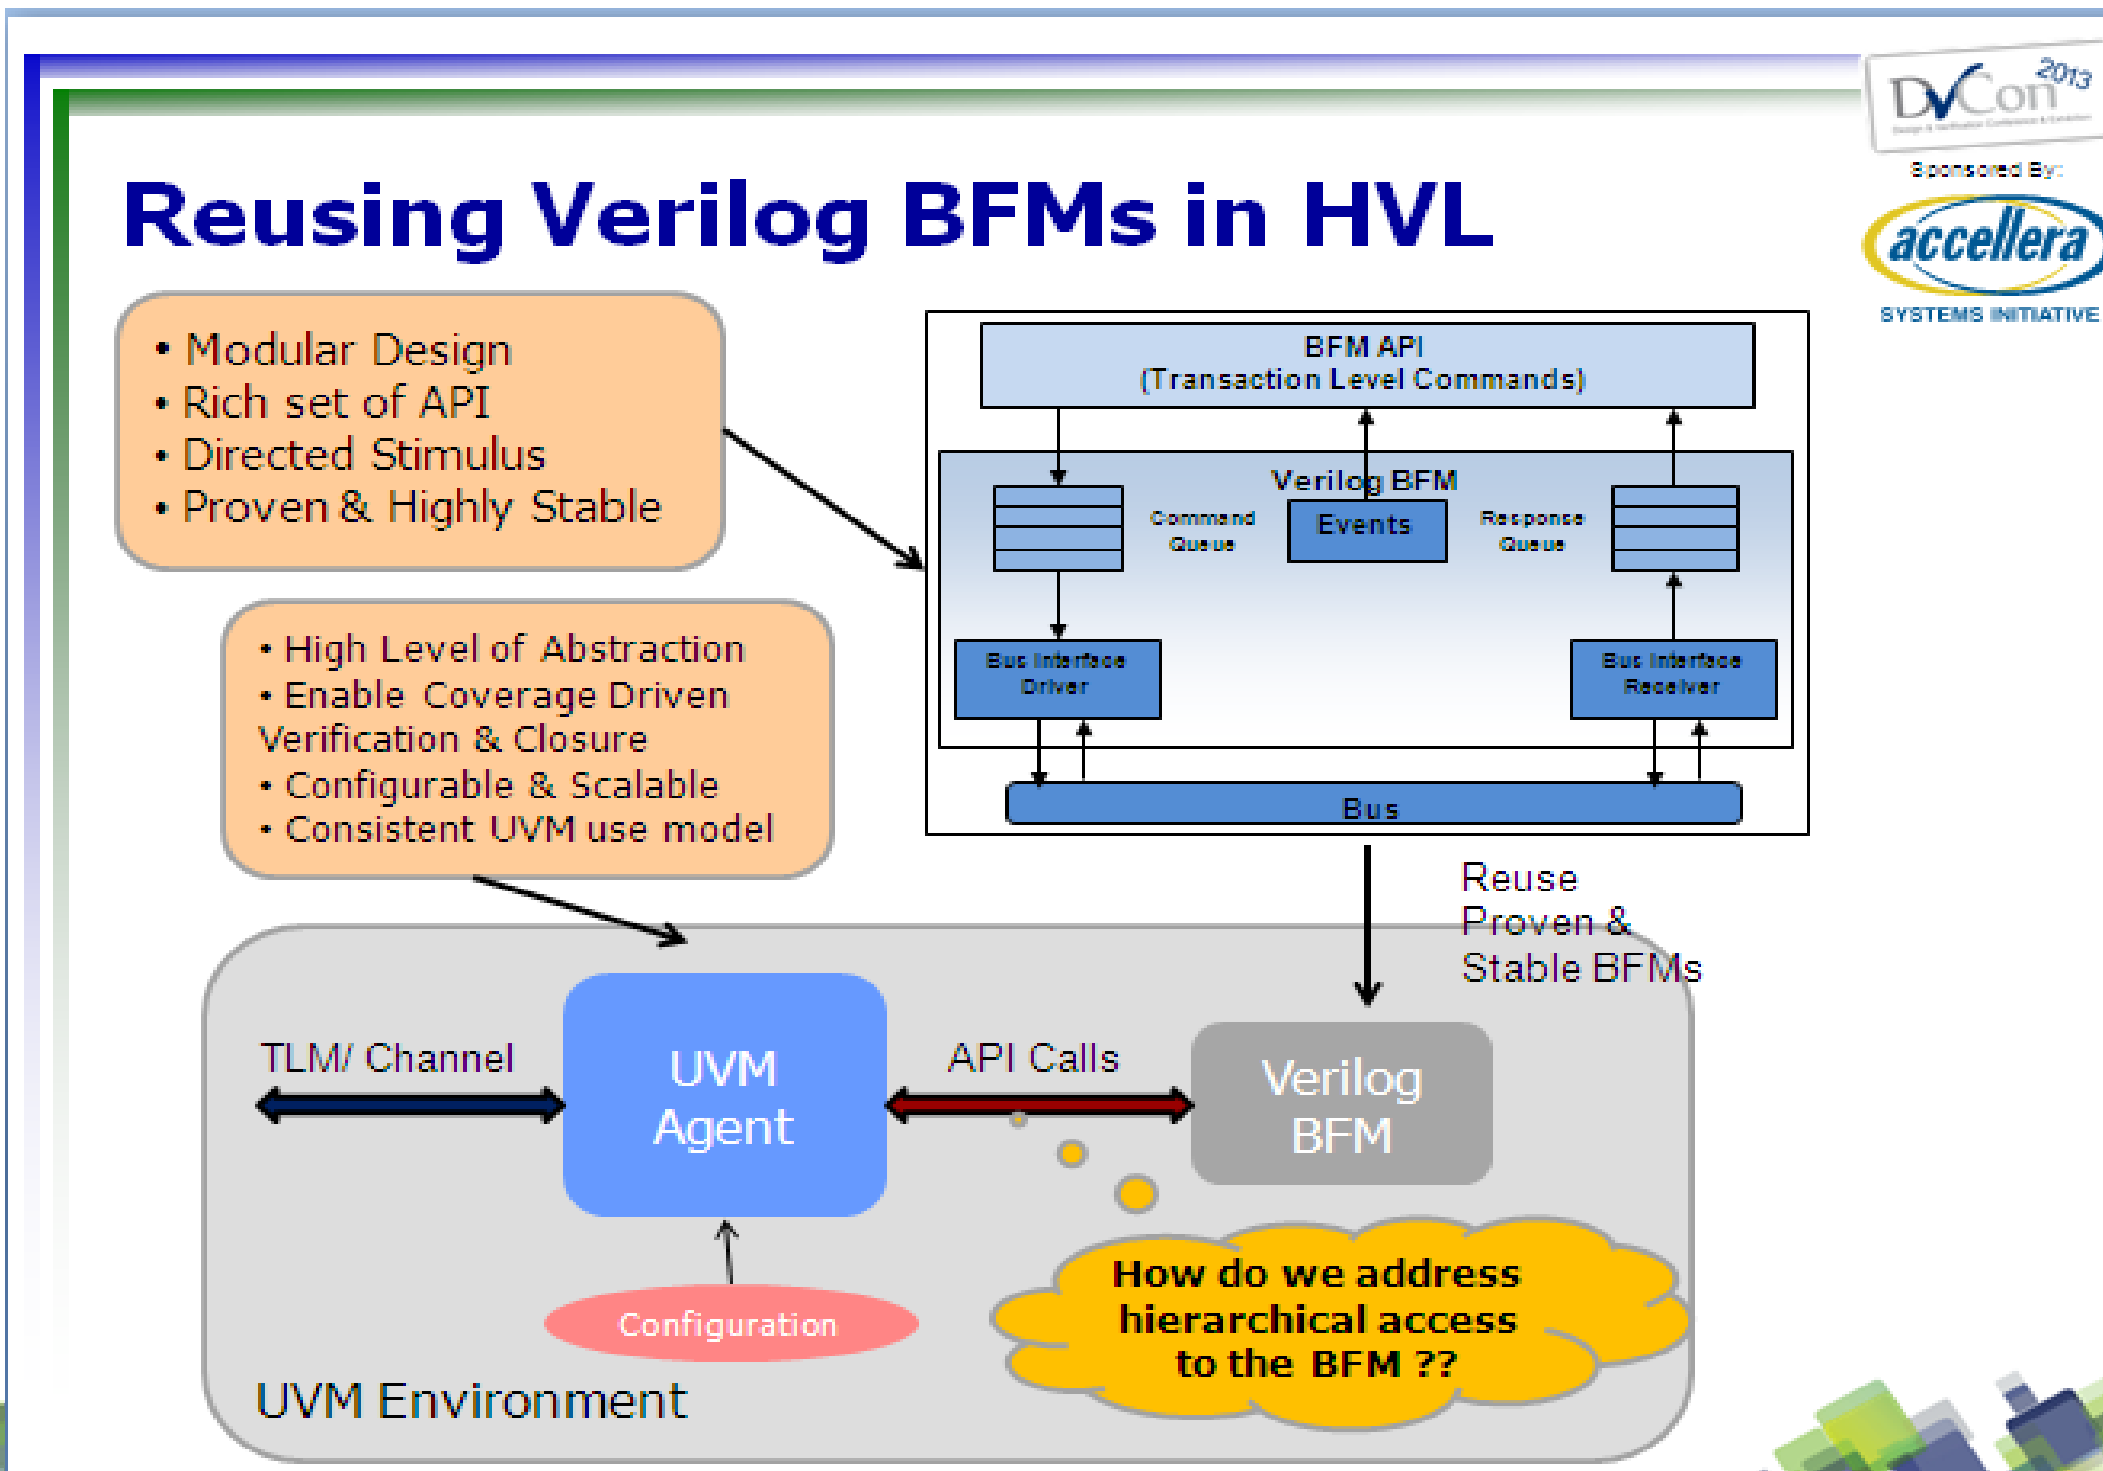 DVCon 2013
Sponsored By:
accellera
SYSTEMS INITIATIVE
Reusing Verilog BFMs in HVL
• Modular Design
• Rich set of API
• Directed Stimulus
• Proven & Highly Stable
BFM API
(Transaction Level Commands)
Verilog BFM
Command
Queue
Events
Response
Queue
Bus Interface
Driver
Bus Interface
Receiver
Bus
• High Level of Abstraction
• Enable Coverage Driven
Verification & Closure
• Configurable & Scalable
• Consistent UVM use model
Reuse
Proven &
Stable BFMs
TLM/ Channel
UVM
Agent
API Calls
Verilog
BFM
Configuration
How do we address
hierarchical access
to the BFM ??
UVM Environment